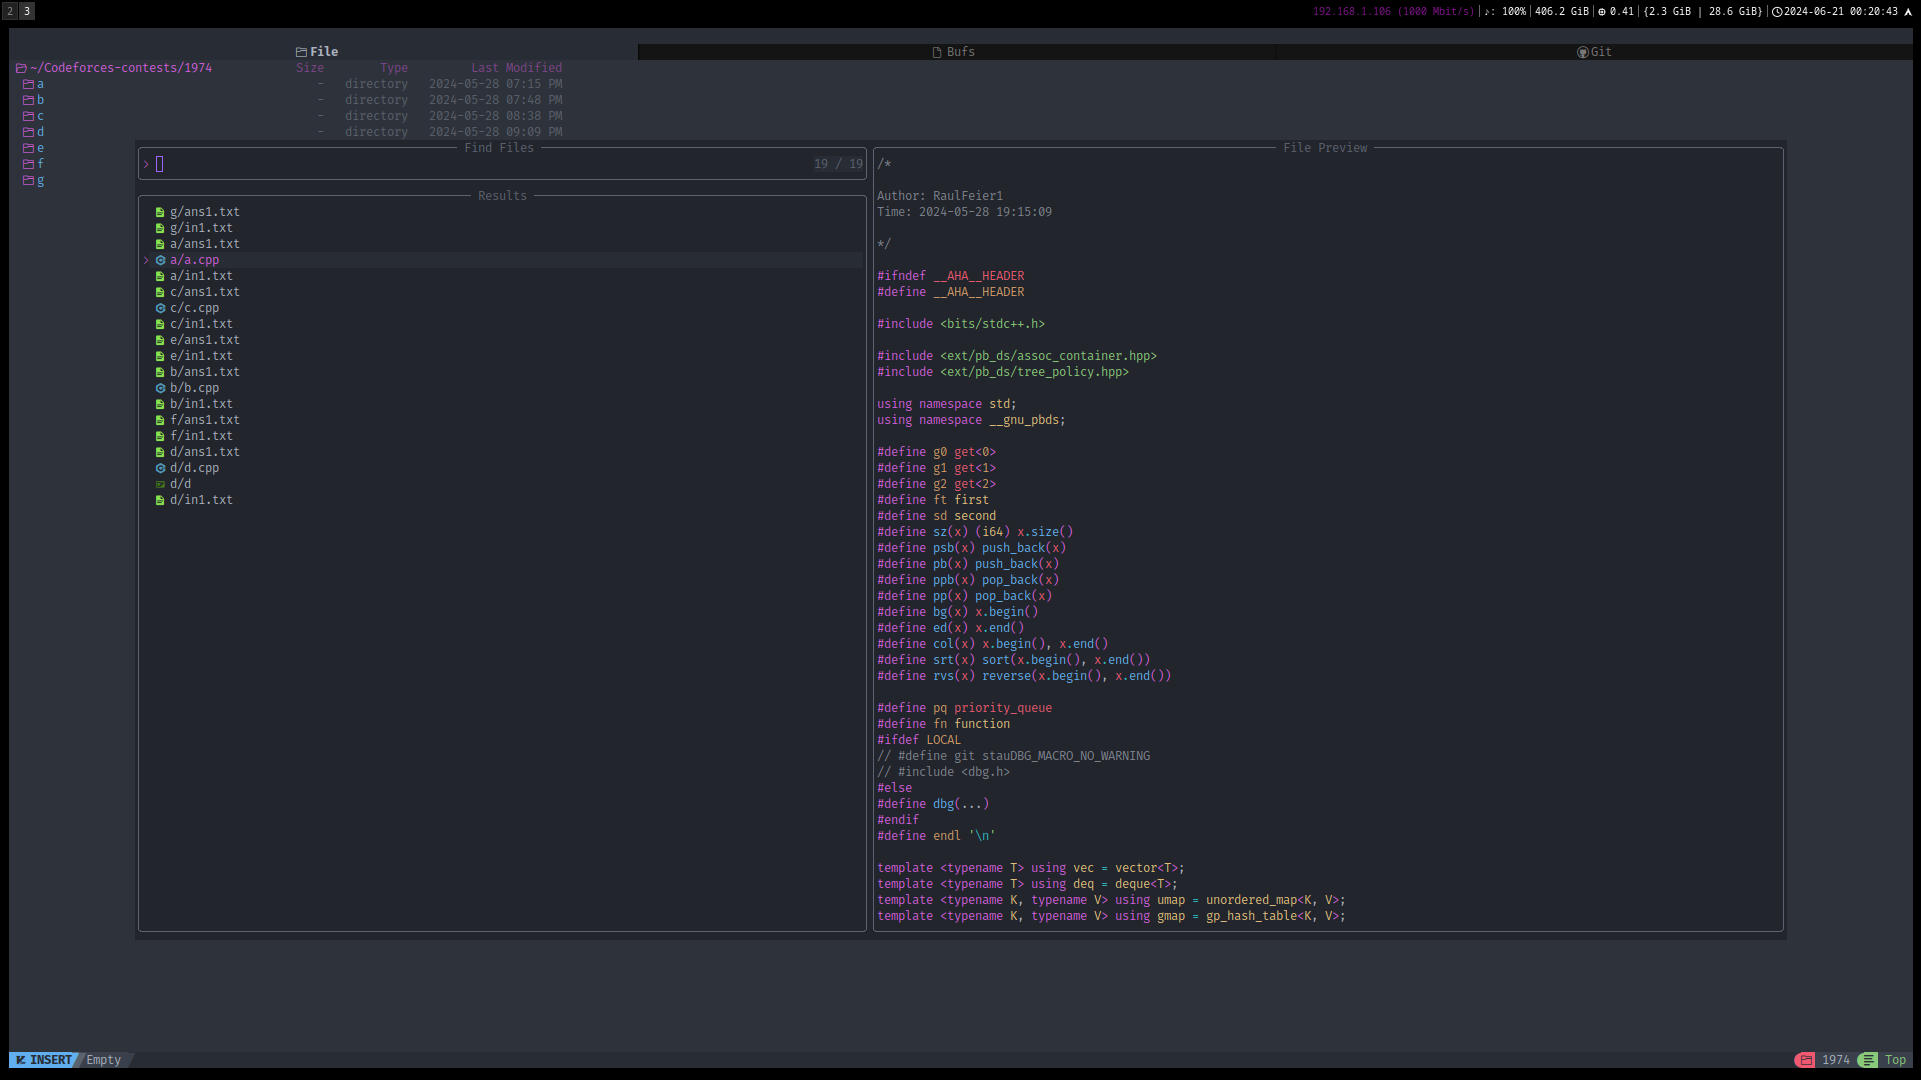 2 3 192.168.1.106 (1000 Mbit/s) ♪: 100% 406.2 GiB 0.41 {2.3 GiB | 28.6 GiB} 2024-06-21 00:20:43
File Bufs Git
~/Codeforces-contests/1974 Size Type Last Modified
a - directory 2024-05-28 07:15 PM
b - directory 2024-05-28 07:48 PM
c - directory 2024-05-28 08:38 PM
d - directory 2024-05-28 09:09 PM
e
f
g
Find Files
> 19 / 19
Results
g/ans1.txt
g/in1.txt
a/ans1.txt
> a/a.cpp
a/in1.txt
c/ans1.txt
c/c.cpp
c/in1.txt
e/ans1.txt
e/in1.txt
b/ans1.txt
b/b.cpp
b/in1.txt
f/ans1.txt
f/in1.txt
d/ans1.txt
d/d.cpp
d/d
d/in1.txt
File Preview
/*
Author: RaulFeier1
Time: 2024-05-28 19:15:09
*/
#ifndef __AHA__HEADER
#define __AHA__HEADER
#include <bits/stdc++.h>
#include <ext/pb_ds/assoc_container.hpp>
#include <ext/pb_ds/tree_policy.hpp>
using namespace std;
using namespace __gnu_pbds;
#define g0 get<0>
#define g1 get<1>
#define g2 get<2>
#define ft first
#define sd second
#define sz(x) (i64) x.size()
#define psb(x) push_back(x)
#define pb(x) push_back(x)
#define ppb(x) pop_back(x)
#define pp(x) pop_back(x)
#define bg(x) x.begin()
#define ed(x) x.end()
#define col(x) x.begin(), x.end()
#define srt(x) sort(x.begin(), x.end())
#define rvs(x) reverse(x.begin(), x.end())
#define pq priority_queue
#define fn function
#ifdef LOCAL
// #define git stauDBG_MACRO_NO_WARNING
// #include <dbg.h>
#else
#define dbg(...)
#endif
#define endl '\n'
template <typename T> using vec = vector<T>;
template <typename T> using deq = deque<T>;
template <typename K, typename V> using umap = unordered_map<K, V>;
template <typename K, typename V> using gmap = gp_hash_table<K, V>;
INSERT Empty 1974 Top